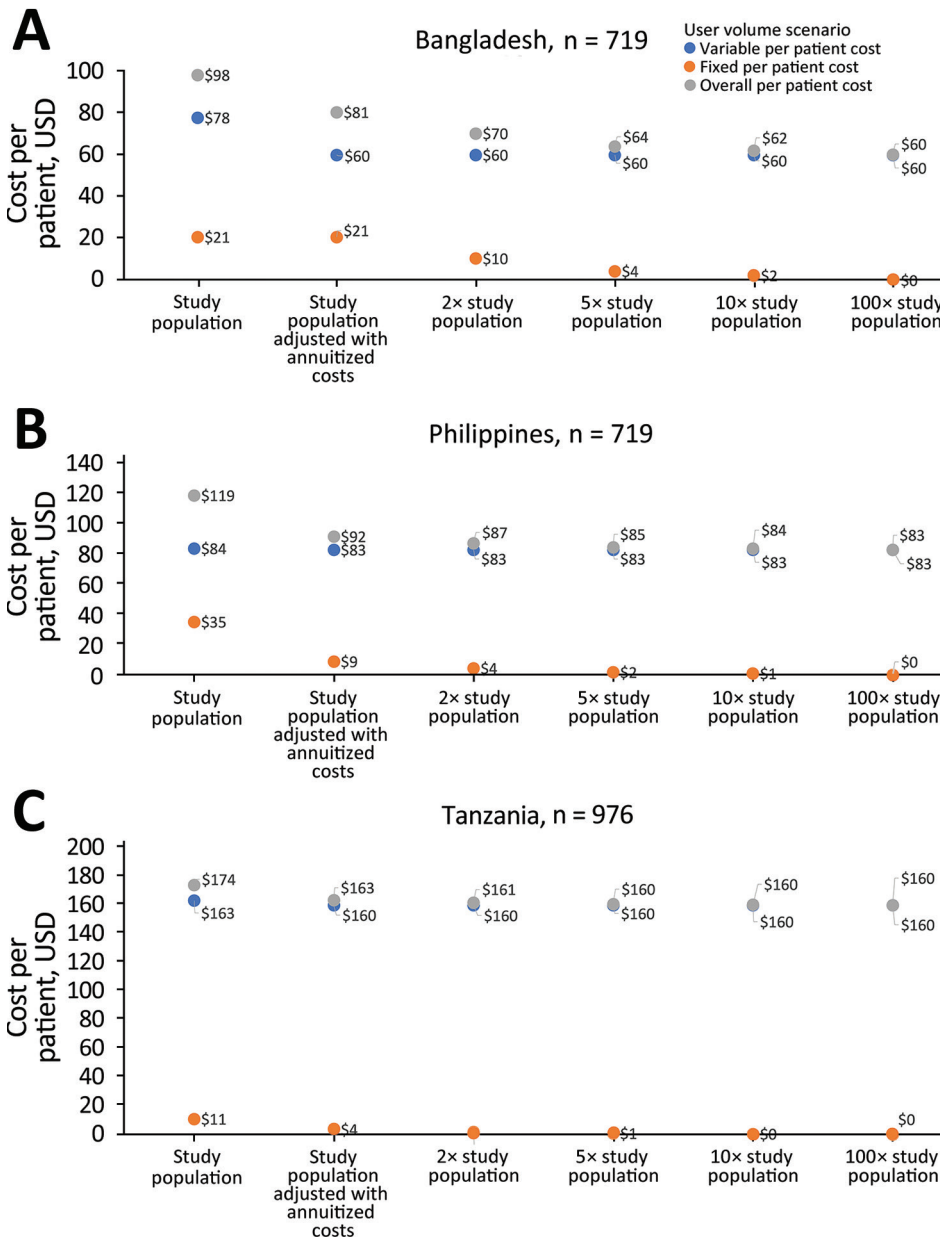 A
Bangladesh, n = 719
User volume scenario
Variable per patient cost
Fixed per patient cost
Overall per patient cost
Cost per
patient, USD
100
80
60
40
20
0
$98
$78
$21
$81
$60
$21
$70
$60
$10
$64
$60
$4
$62
$60
$2
$60
$60
$0
Study
population
Study
population
adjusted with
annuitized
costs
2× study
population
5× study
population
10× study
population
100× study
population
B
Philippines, n = 719
Cost per
patient, USD
140
120
100
80
60
40
20
0
$119
$84
$35
$92
$83
$9
$87
$83
$4
$85
$83
$2
$84
$83
$1
$83
$83
$0
Study
population
Study
population
adjusted with
annuitized
costs
2× study
population
5× study
population
10× study
population
100× study
population
C
Tanzania, n = 976
Cost per
patient, USD
200
180
160
140
120
100
80
60
40
20
0
$174
$163
$11
$163
$160
$4
$161
$160
$160
$160
$1
$160
$160
$0
$160
$160
$0
Study
population
Study
population
adjusted with
annuitized
costs
2× study
population
5× study
population
10× study
population
100× study
population